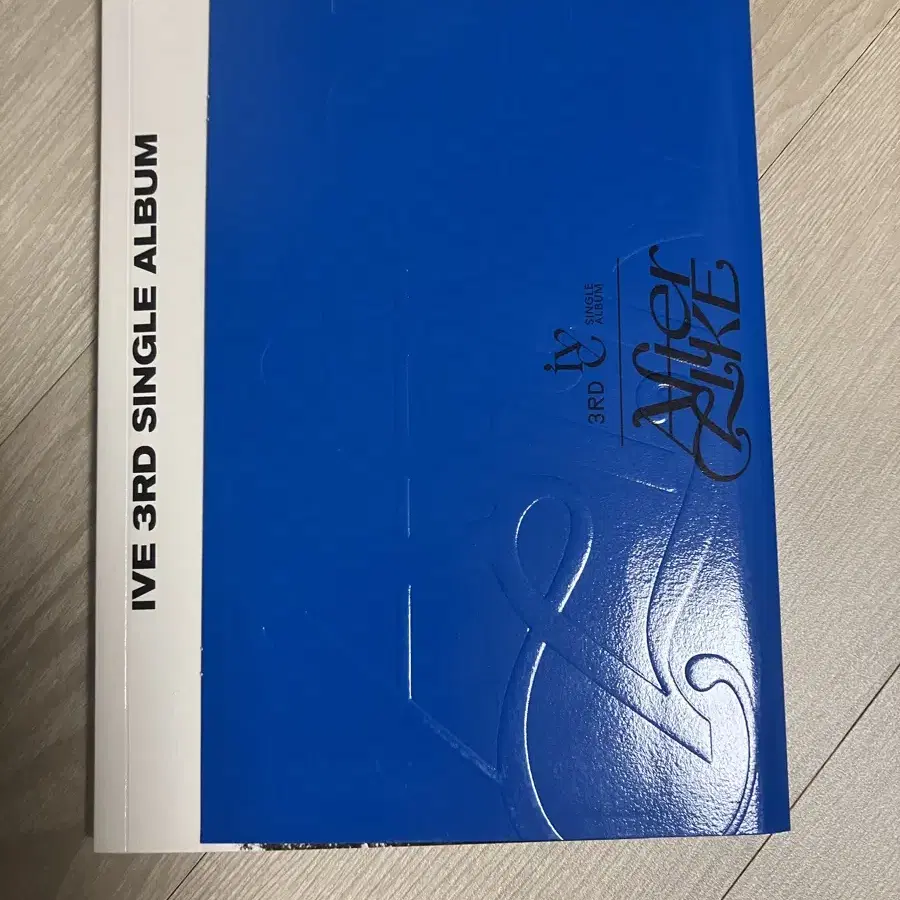 IVE 3RD SINGLE ALBUM
IVE
3RD SINGLE
ALBUM
After
LIKE